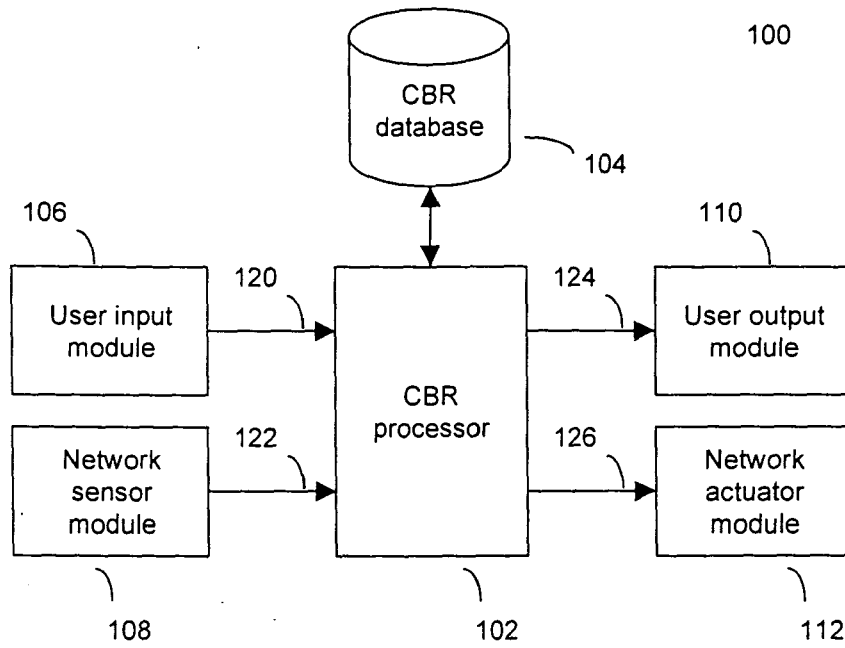 100
CBR
database
104
106
110
120
124
User input
module
User output
module
CBR
processor
122
126
Network
sensor
module
Network
actuator
module
108
102
112